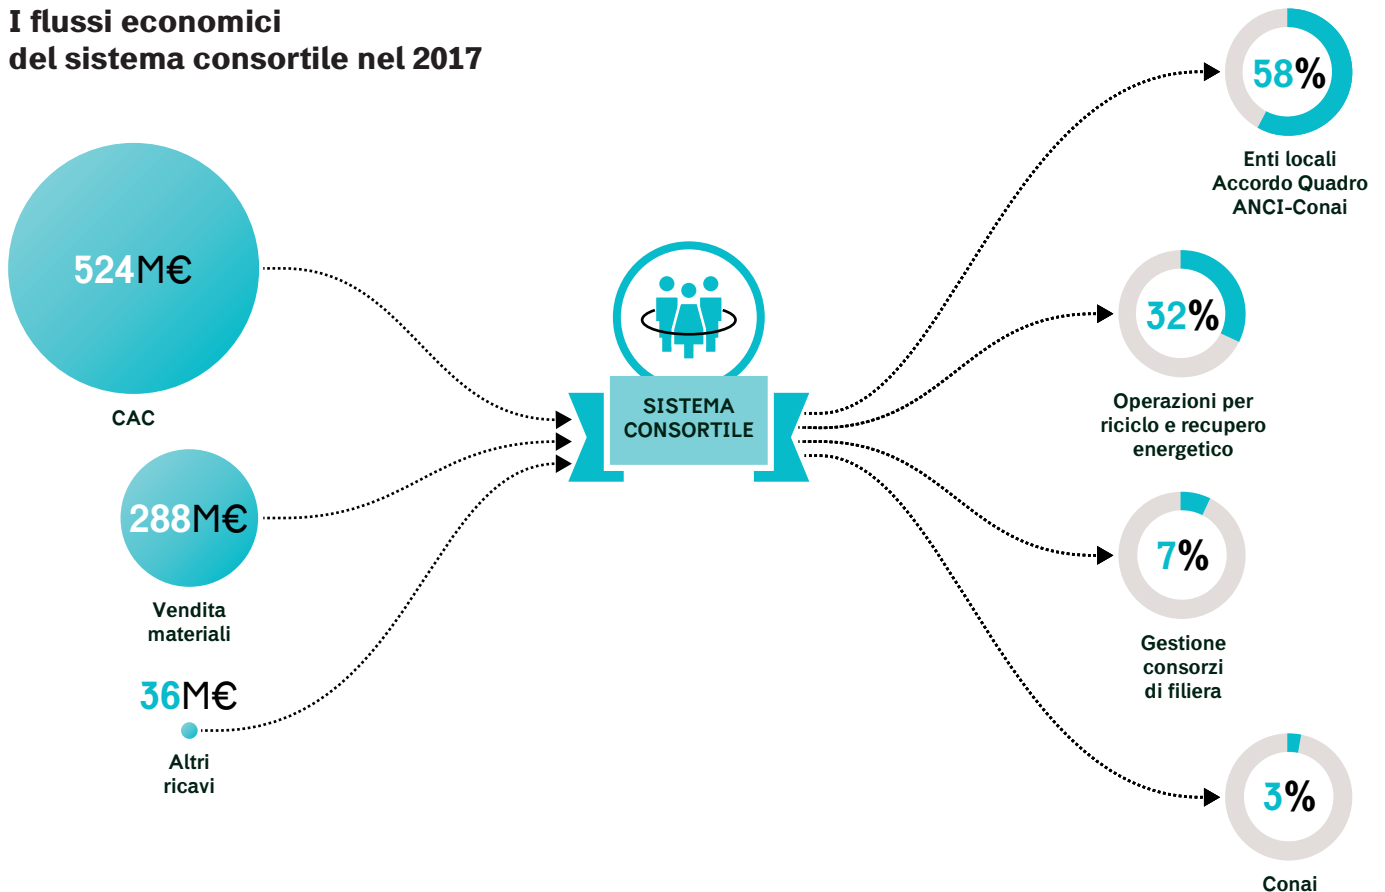 I flussi economici
del sistema consortile nel 2017
524M€
CAC
288M€
Vendita
materiali
36M€
Altri
ricavi
SISTEMA
CONSORTILE
58%
Enti locali
Accordo Quadro
ANCI-Conai
32%
Operazioni per
riciclo e recupero
energetico
7%
Gestione
consorzi
di filiera
3%
Conai